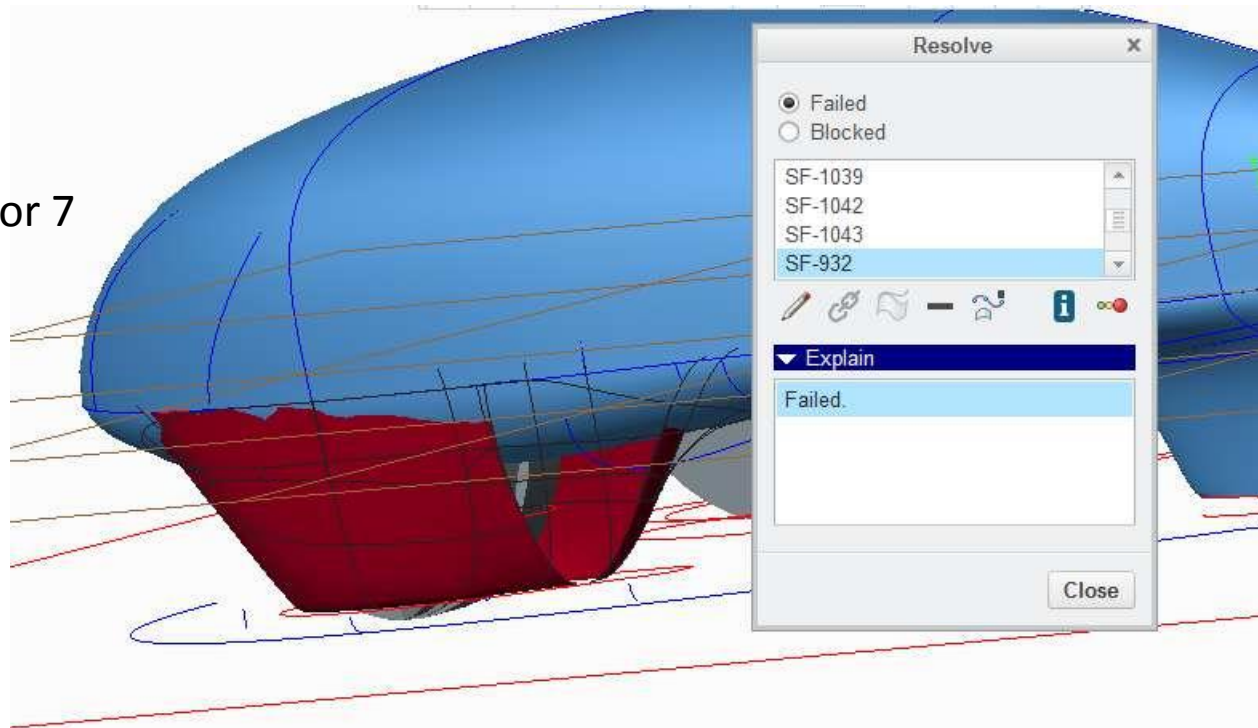 Resolve
Failed
Blocked
or 7
SF-1039
SF-1042
SF-1043
SF-932
Explain
Failed.
Close